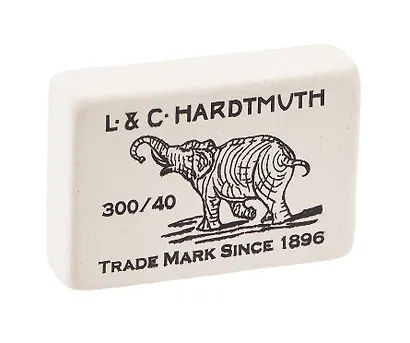 L. & C. HARDTMUTH
300/40
TRADE MARK SINCE 1896